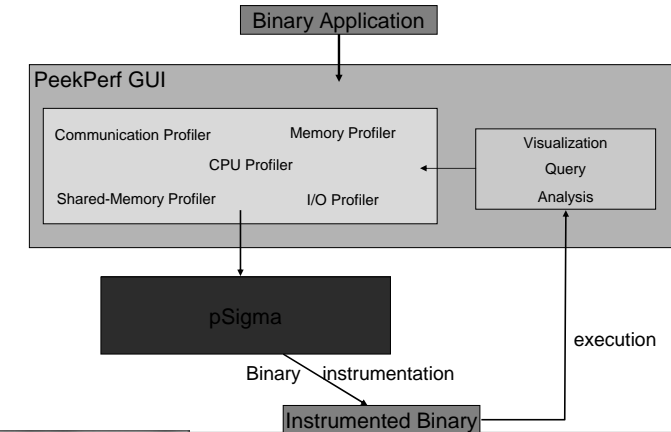 Binary Application
PeekPerf GUI
Communication Profiler
Memory Profiler
CPU Profiler
Shared-Memory Profiler
I/O Profiler
Visualization
Query
Analysis
pSigma
execution
Binary instrumentation
Instrumented Binary